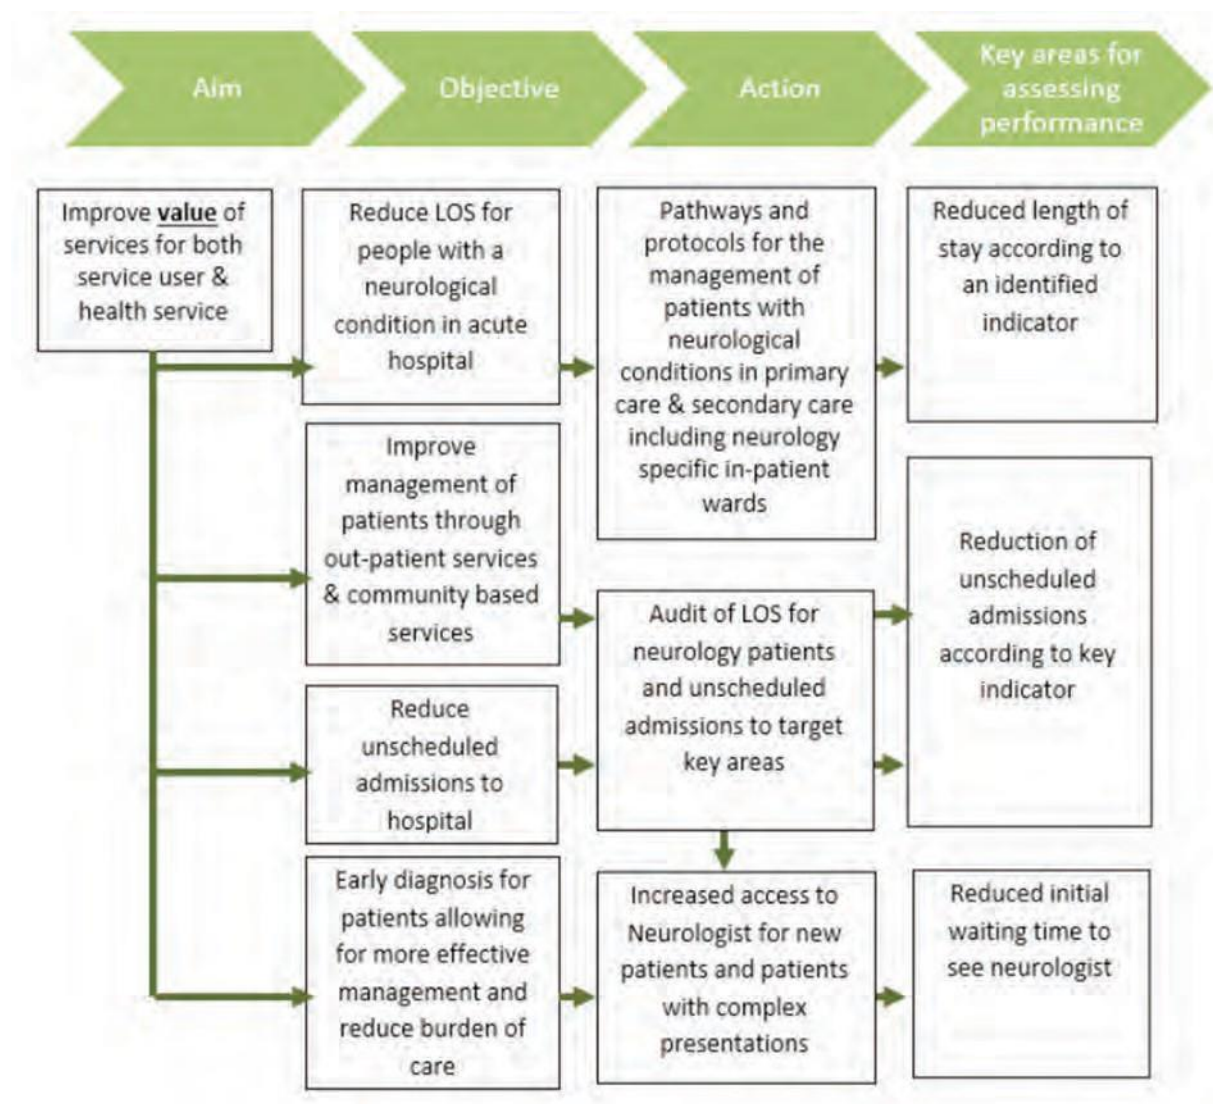 Aim
Objective
Action
Key areas for
assessing
performance
Improve value of
services for both
service user &
health service
Reduce LOS for
people with a
neurological
condition in acute
hospital
Pathways and
protocols for the
management of
patients with
neurological
conditions in primary
care & secondary care
including neurology
specific in-patient
wards
Reduced length of
stay according to
an identified
indicator
Improve
management of
patients through
out-patient services
& community based
services
Audit of LOS for
neurology patients
and unscheduled
admissions to target
key areas
Reduction of
unscheduled
admissions
according to key
indicator
Reduce
unscheduled
admissions to
hospital
Early diagnosis for
patients allowing
for more effective
management and
reduce burden of
care
Increased access to
Neurologist for new
patients and patients
with complex
presentations
Reduced initial
waiting time to
see neurologist